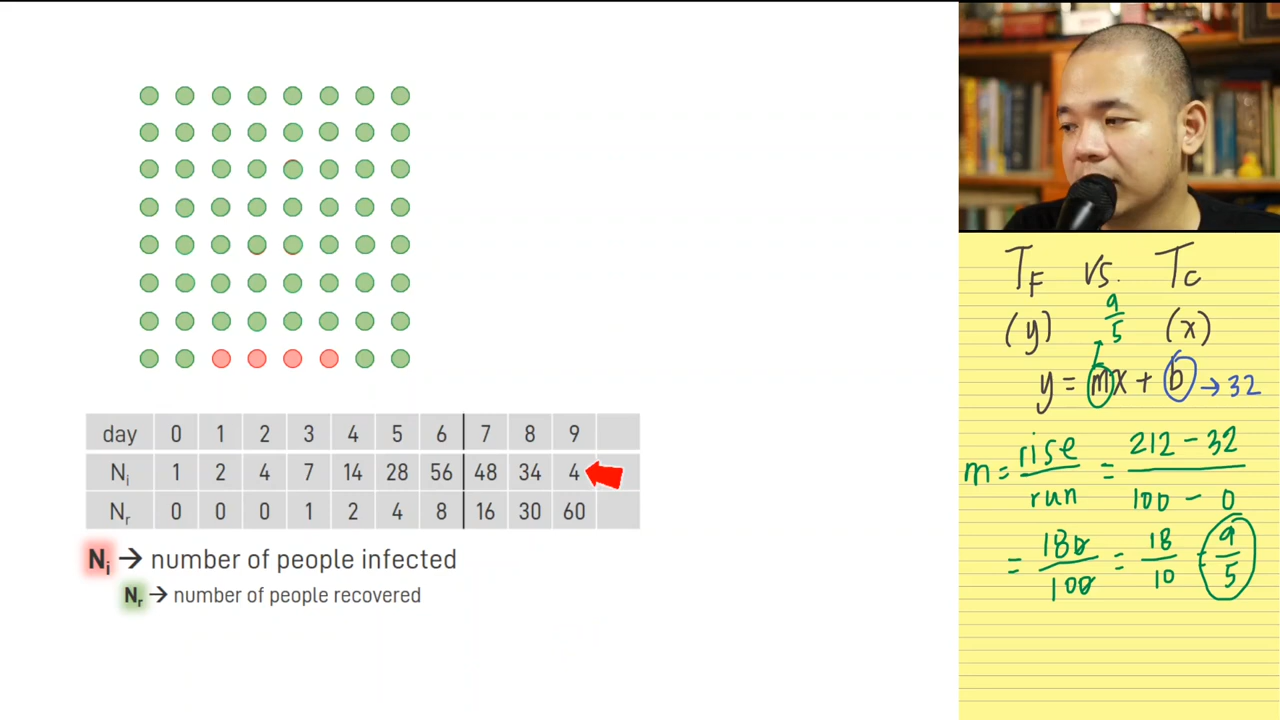 day 0 1 2 3 4 5 6 7 8 9
Ni 1 2 4 7 14 28 56 48 34 4
Nr 0 0 0 1 2 4 8 16 30 60
Ni → number of people infected
Nr → number of people recovered
TF vs. TC
(y) 9/5 (x)
y = mx + b → 32
m = rise/run = 212 - 32/100 - 0
= 180/100 = 18/10 = 9/5